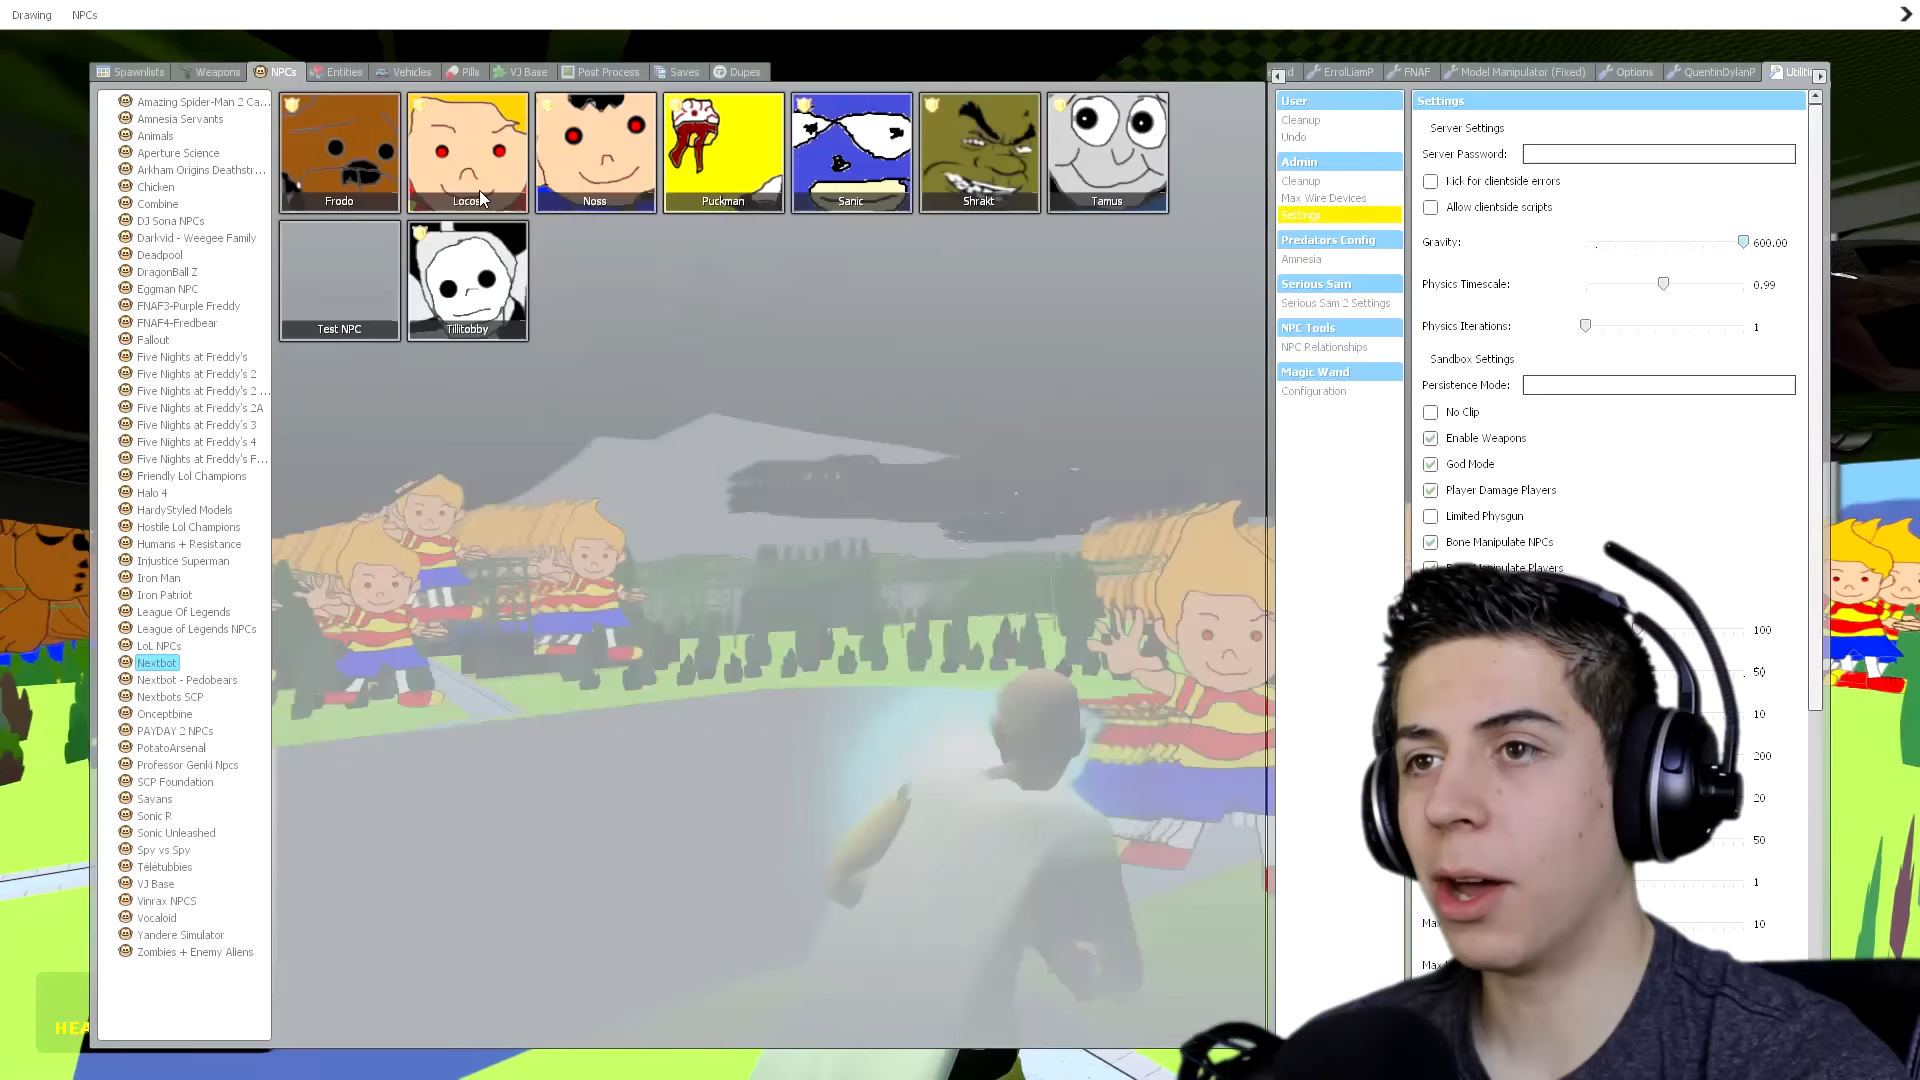 Drawing NPCs
Spawnlists Weapons NPCs Entities Vehicles Pills VJ Base Post Process Saves Dupes
ErrolLiamP FNAF Model Manipulator (Fixed) Options QuentinDylanP
Amazing Spider-Man 2 Ca...
Amnesia Servants
Animals
Aperture Science
Arkham Origins Deathstr...
Chicken
Combine
DJ Sona NPCs
Darkvid - Weegee Family
Deadpool
DragonBall Z
Eggman NPC
FNAF3-Purple Freddy
FNAF4-Fredbear
Fallout
Five Nights at Freddy's
Five Nights at Freddy's 2
Five Nights at Freddy's 2 ...
Five Nights at Freddy's 2A
Five Nights at Freddy's 3
Five Nights at Freddy's 4
Five Nights at Freddy's F...
Friendly Lol Champions
Halo 4
HardyStyled Models
Hostile Lol Champions
Humans + Resistance
Injustice Superman
Iron Man
Iron Patriot
League Of Legends
League of Legends NPCs
LoL NPCs
Nextbot
Nextbot - Pedobears
Nextbots SCP
Onceptbine
PAYDAY 2 NPCs
PotatoArsenal
Professor Genki Npcs
SCP Foundation
Sayans
Sonic R
Sonic Unleashed
Spy vs Spy
Télétubbies
VJ Base
Vinrax NPCS
Vocaloid
Yandere Simulator
Zombies + Enemy Aliens
Frodo Locos Noss Puckman Sanic Shrakt Tamus
Test NPC Tillitobby
User
Cleanup
Undo
Admin
Cleanup
Max Wire Devices
Settings
Predators Config
Amnesia
Serious Sam
Serious Sam 2 Settings
NPC Tools
NPC Relationships
Magic Wand
Configuration
Settings
Server Settings
Server Password:
Kick for clientside errors
Allow clientside scripts
Gravity: 600.00
Physics Timescale: 0.99
Physics Iterations: 1
Sandbox Settings
Persistence Mode:
No Clip
Enable Weapons
God Mode
Player Damage Players
Limited Physgun
Bone Manipulate NPCs
Manipulate Players
100
50
10
200
20
50
1
10